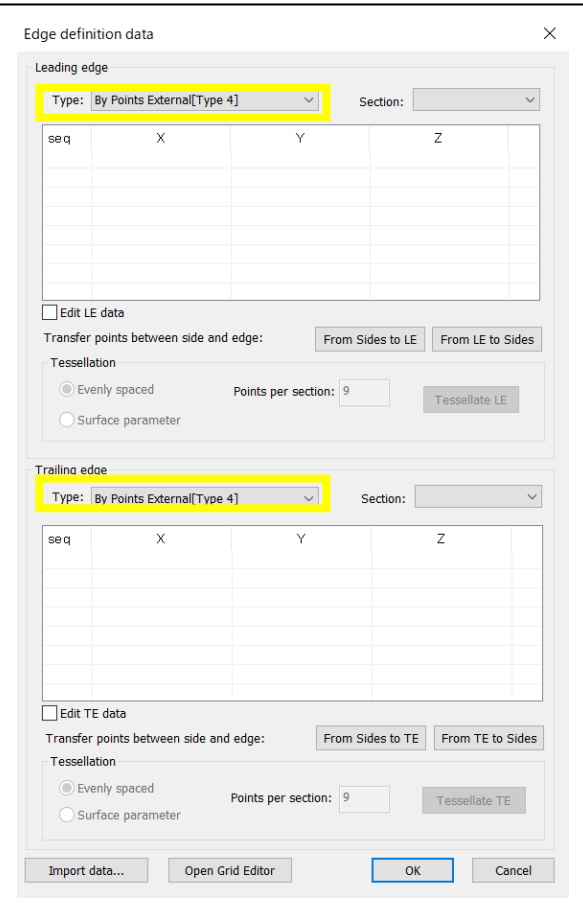 Edge definition data
Leading edge
Type: By Points External[Type 4] Section:
seq X Y Z
Edit LE data
Transfer points between side and edge: From Sides to LE From LE to Sides
Tessellation
Evenly spaced Points per section: 9 Tessellate LE
Surface parameter
Trailing edge
Type: By Points External[Type 4] Section:
seq X Y Z
Edit TE data
Transfer points between side and edge: From Sides to TE From TE to Sides
Tessellation
Evenly spaced Points per section: 9 Tessellate TE
Surface parameter
Import data... Open Grid Editor OK Cancel